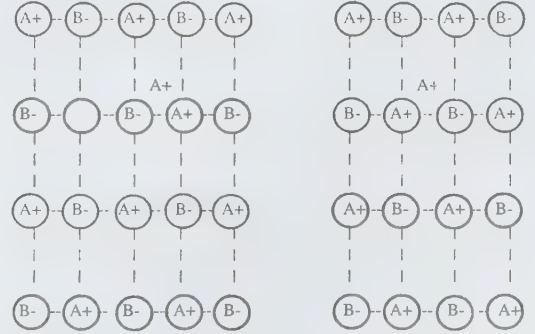 A+ B- A+ B- A+
A+
B- B- A+ B-
A+ B- A+ B- A+
B- A+ B- A+ B-
A+ B- A+ B-
A+
B- A+ B- A+
A+ B- A+ B-
B- A+ B- A+